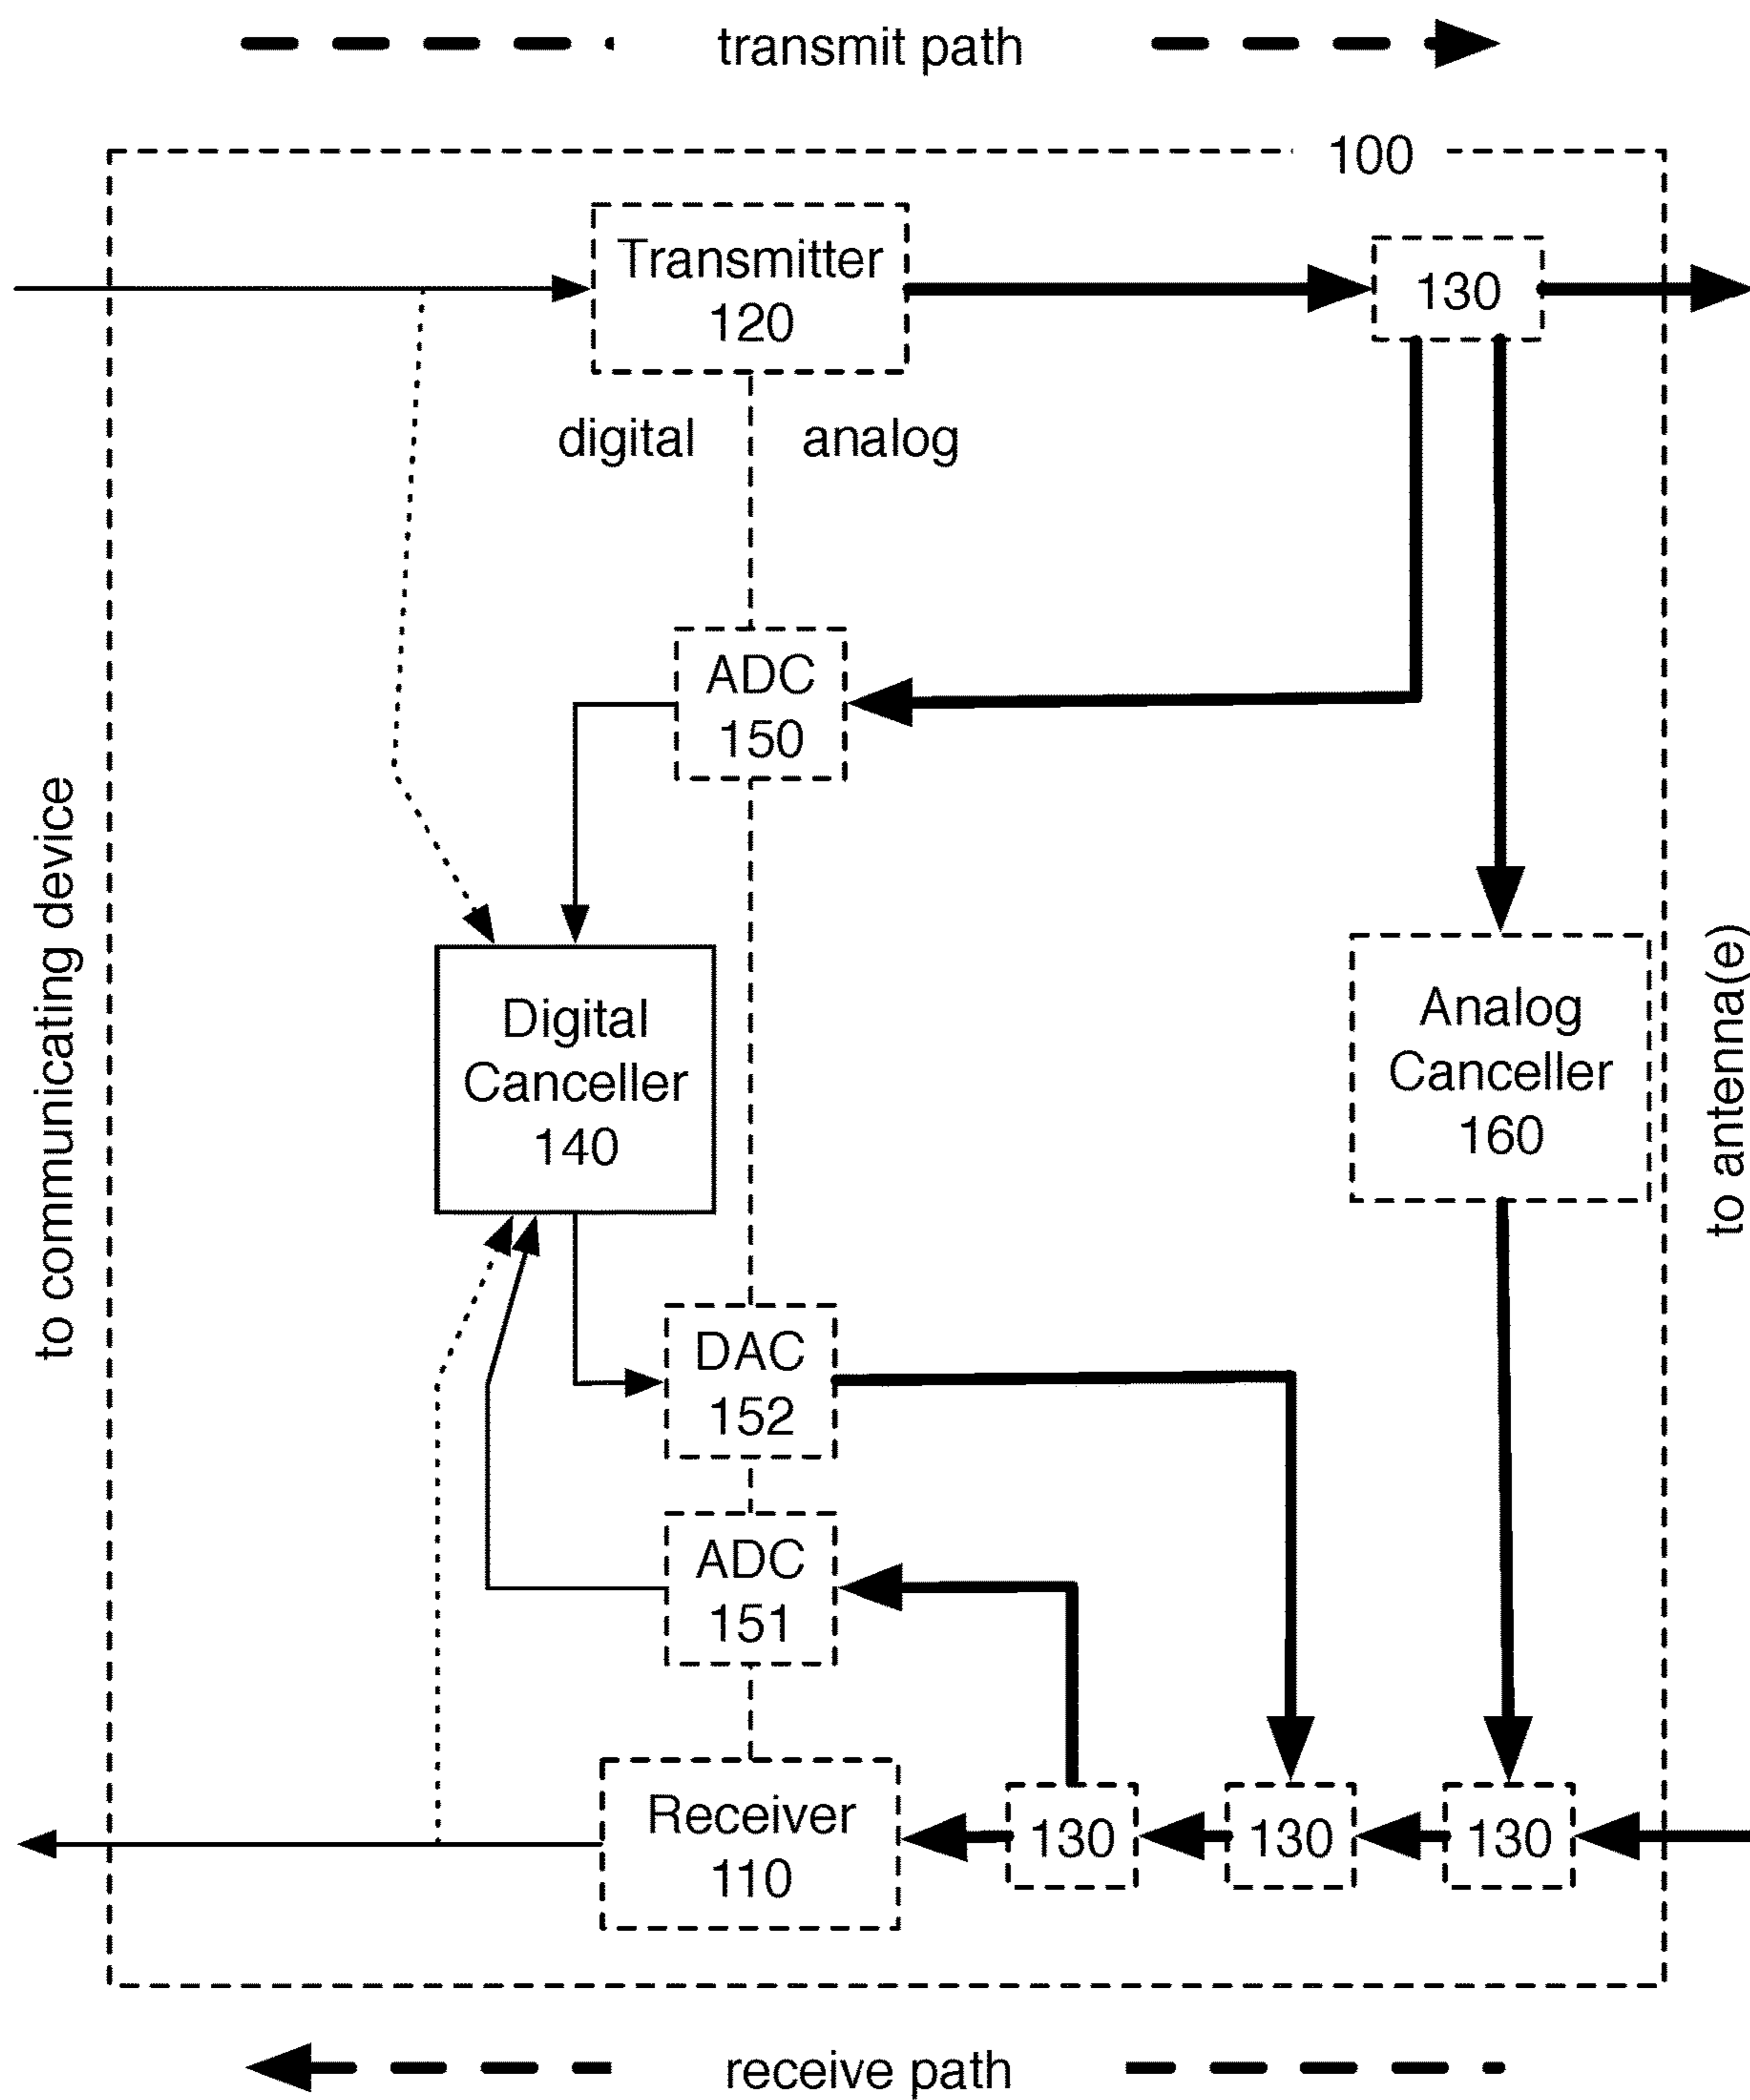 transmit path
100
Transmitter
120
130
digital
analog
ADC
150
to communicating device
Digital
Canceller
140
Analog
Canceller
160
to antenna(e)
DAC
152
ADC
151
Receiver
110
130
130
130
receive path